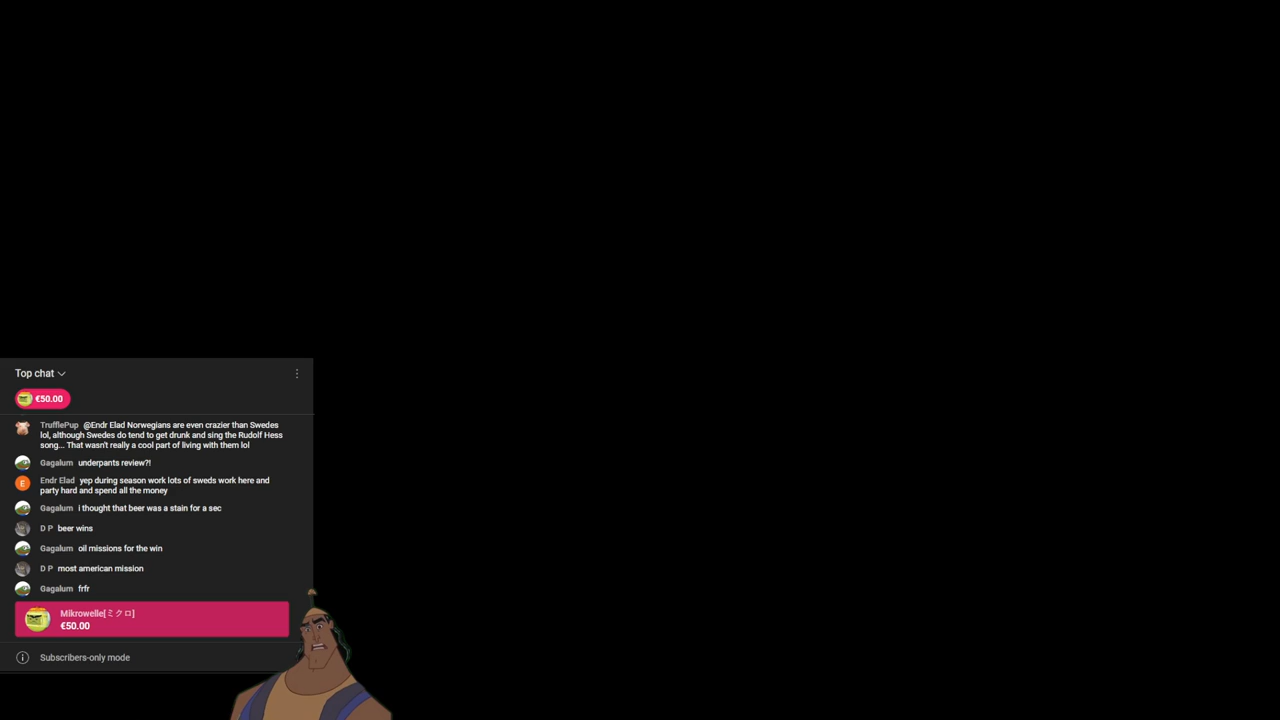 Top chat
€50.00
TrufflePup @Endr Elad Norwegians are even crazier than Swedes
lol, although Swedes do tend to get drunk and sing the Rudolf Hess
song... That wasn't really a cool part of living with them lol
Gagalum underpants review?!
E
Endr Elad yep during season work lots of sweds work here and
party hard and spend all the money
Gagalum i thought that beer was a stain for a sec
D P beer wins
Gagalum oil missions for the win
D P most american mission
Gagalum frfr
Mikrowelle[ミクロ]
€50.00
Subscribers-only mode